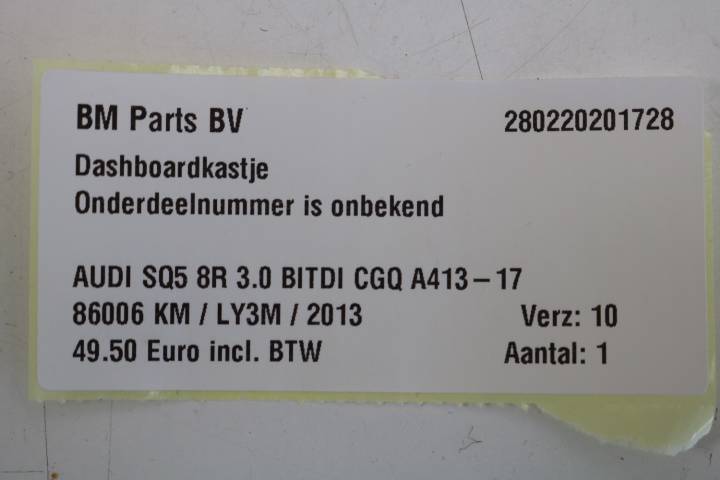 BM Parts BV 280220201728
Dashboardkastje
Onderdeelnummer is onbekend
AUDI SQ5 8R 3.0 BITDI CGQ A413-17
86006 KM / LY3M / 2013 Verz: 10
49.50 Euro incl. BTW Aantal: 1